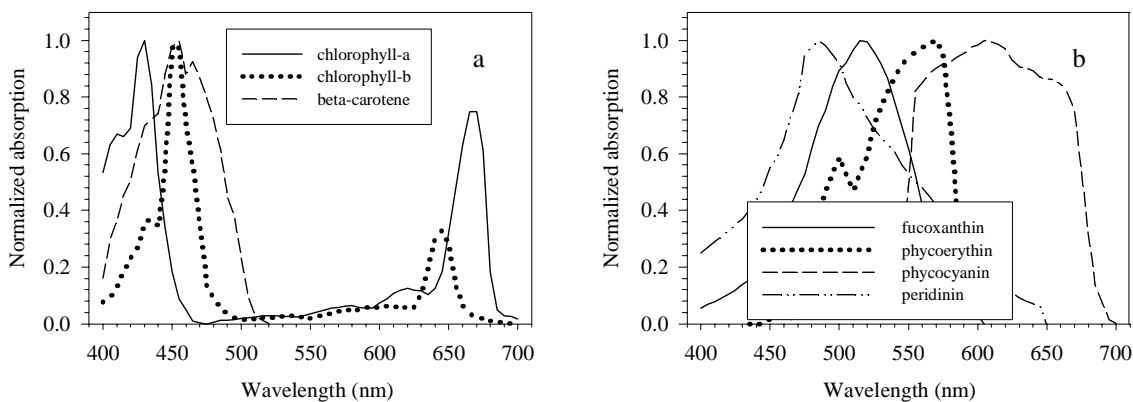 1.0
0.8
0.6
0.4
0.2
0.0
Normalized absorption
chlorophyll-a
chlorophyll-b
beta-carotene
a
400 450 500 550 600 650 700
Wavelength (nm)
1.0
0.8
0.6
0.4
0.2
0.0
Normalized absorption
b
fucoxanthin
phycoerythin
phycocyanin
peridinin
400 450 500 550 600 650 700
Wavelength (nm)